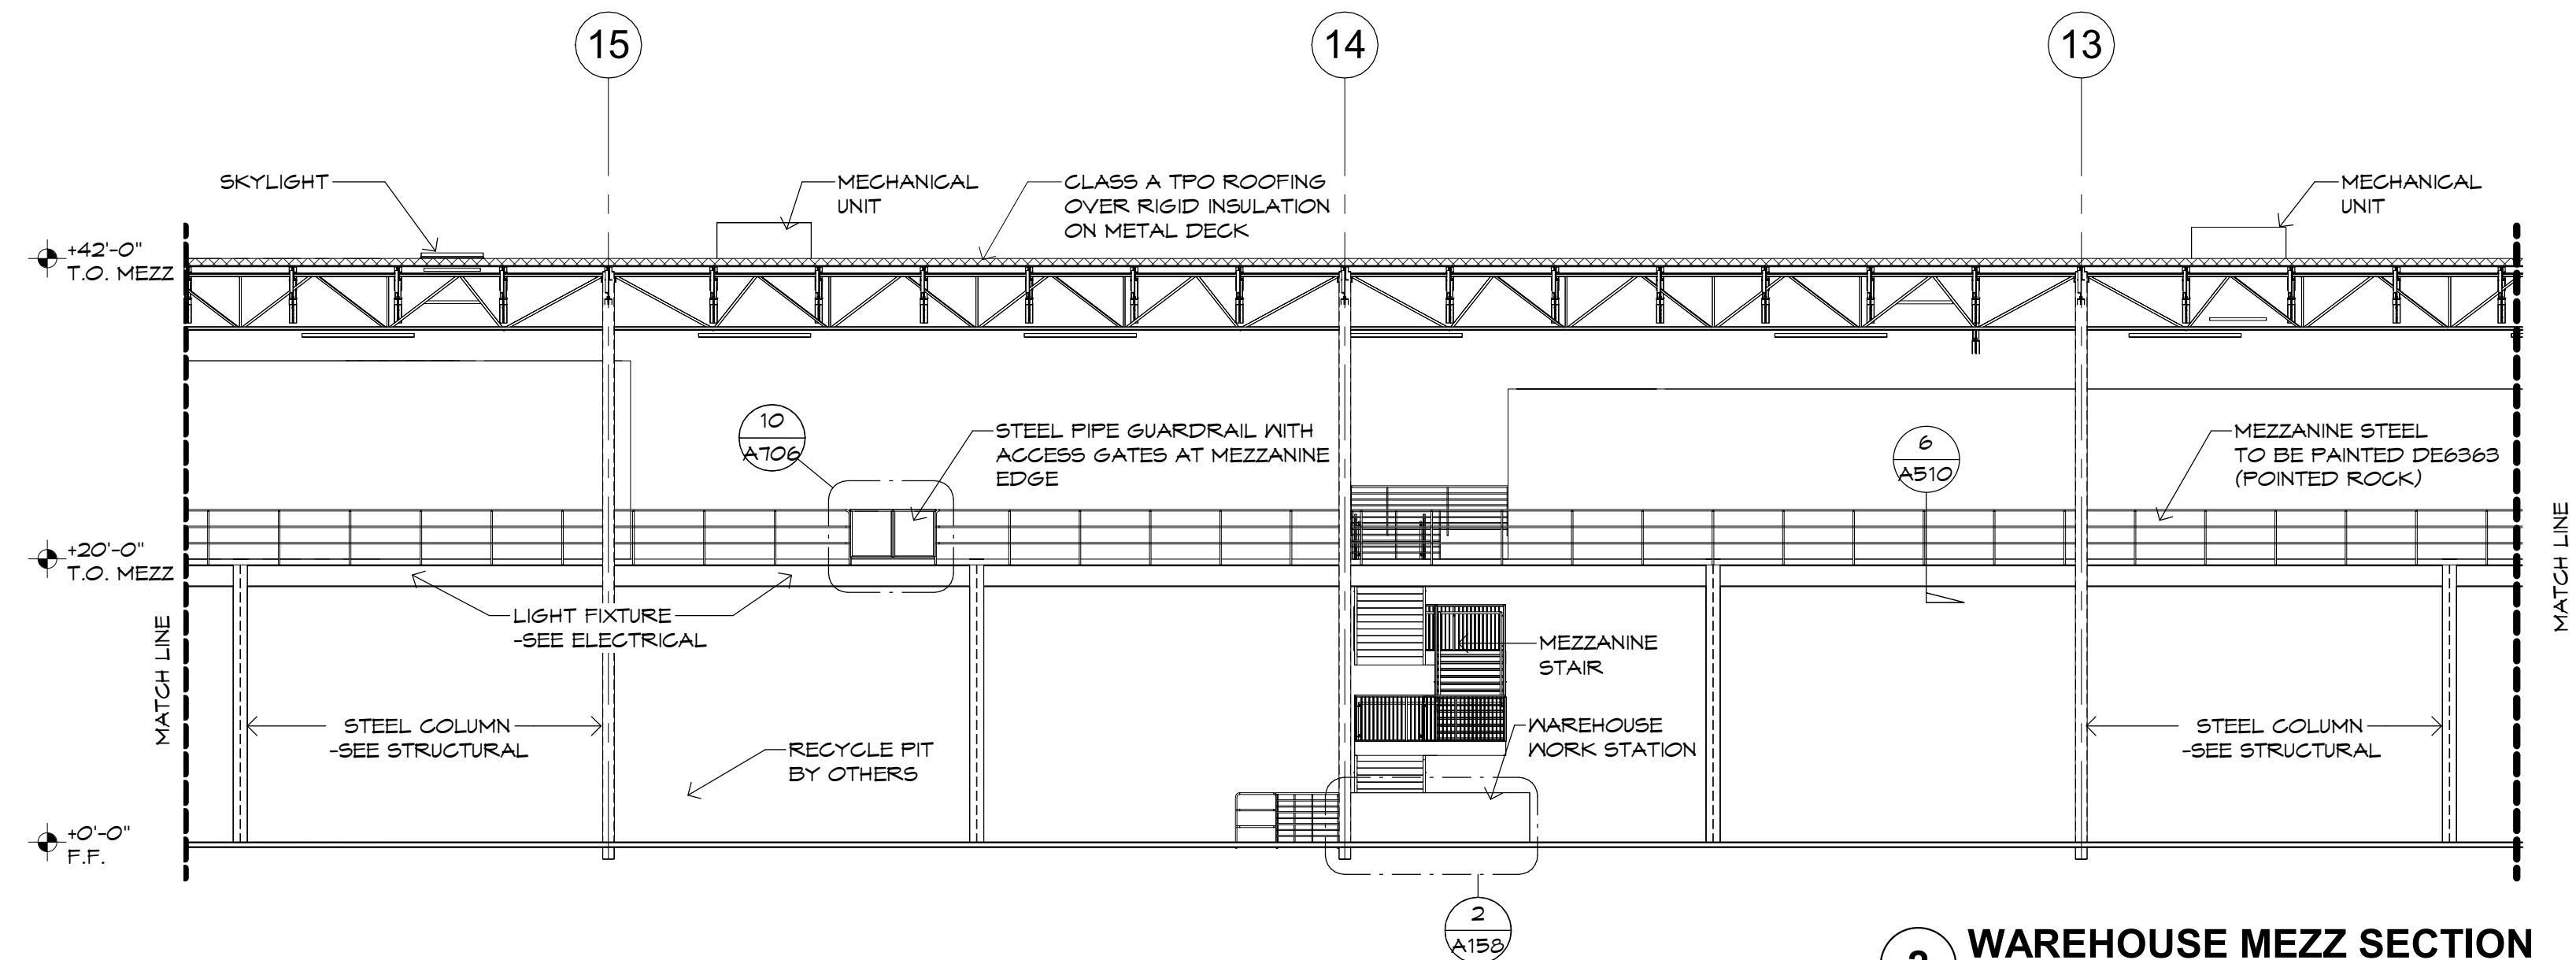 15
14
13
SKYLIGHT
MECHANICAL
UNIT
CLASS A TPO ROOFING
OVER RIGID INSULATION
ON METAL DECK
MECHANICAL
UNIT
+42'-0"
T.O. MEZZ
10
A706
STEEL PIPE GUARDRAIL WITH
ACCESS GATES AT MEZZANINE
EDGE
6
A510
MEZZANINE STEEL
TO BE PAINTED DE6363
(POINTED ROCK)
+20'-0"
T.O. MEZZ
MATCH LINE
MATCH LINE
LIGHT FIXTURE
-SEE ELECTRICAL
MEZZANINE
STAIR
STEEL COLUMN
-SEE STRUCTURAL
RECYCLE PIT
BY OTHERS
WAREHOUSE
WORK STATION
STEEL COLUMN
-SEE STRUCTURAL
+0'-0"
F.F.
2
A158
WAREHOUSE MEZZ SECTION